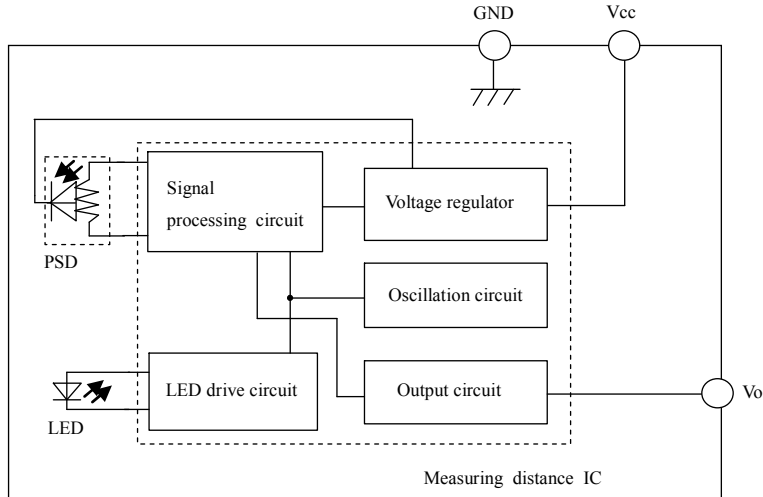 GND
Vcc
Signal
processing circuit
Voltage regulator
PSD
Oscillation circuit
LED drive circuit
Output circuit
Vo
LED
Measuring distance IC